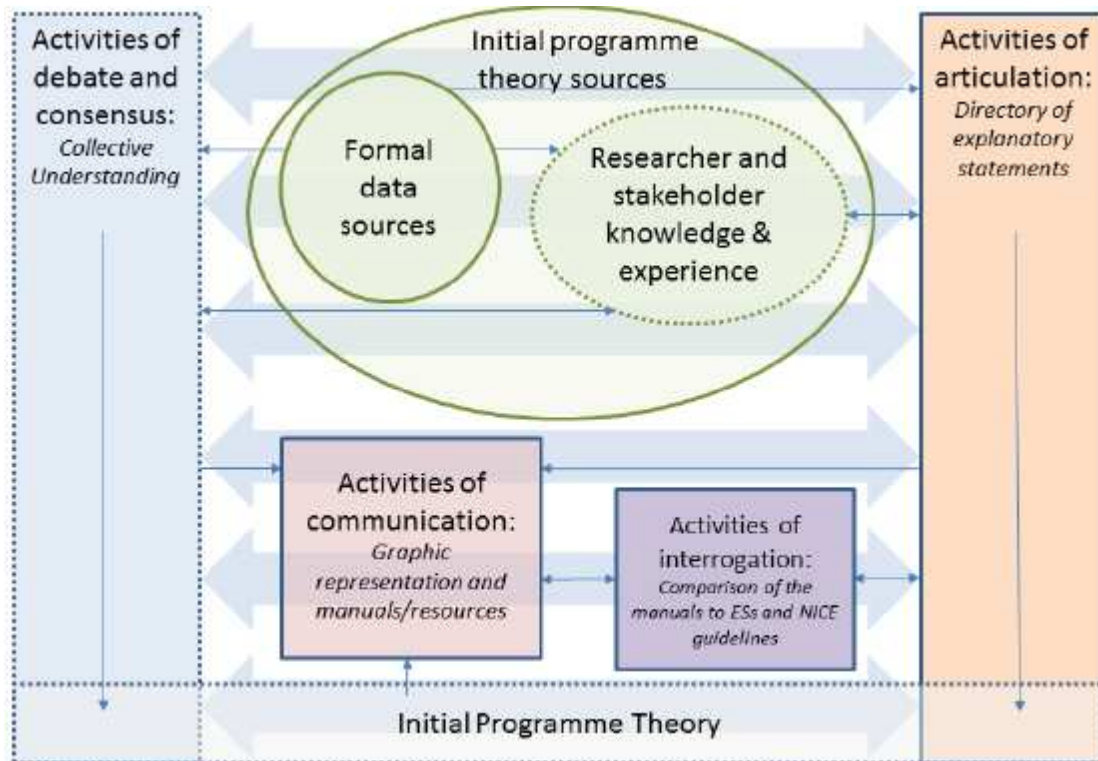 Activities of
debate and
consensus:
Collective
Understanding
Initial programme
theory sources
Formal
data
sources
Researcher and
stakeholder
knowledge &
experience
Activities of
articulation:
Directory of
explanatory
statements
Activities of
communication:
Graphic
representation and
manuals/resources
Activities of
interrogation:
Comparison of the
manuals to ESs and NICE
guidelines
Initial Programme Theory